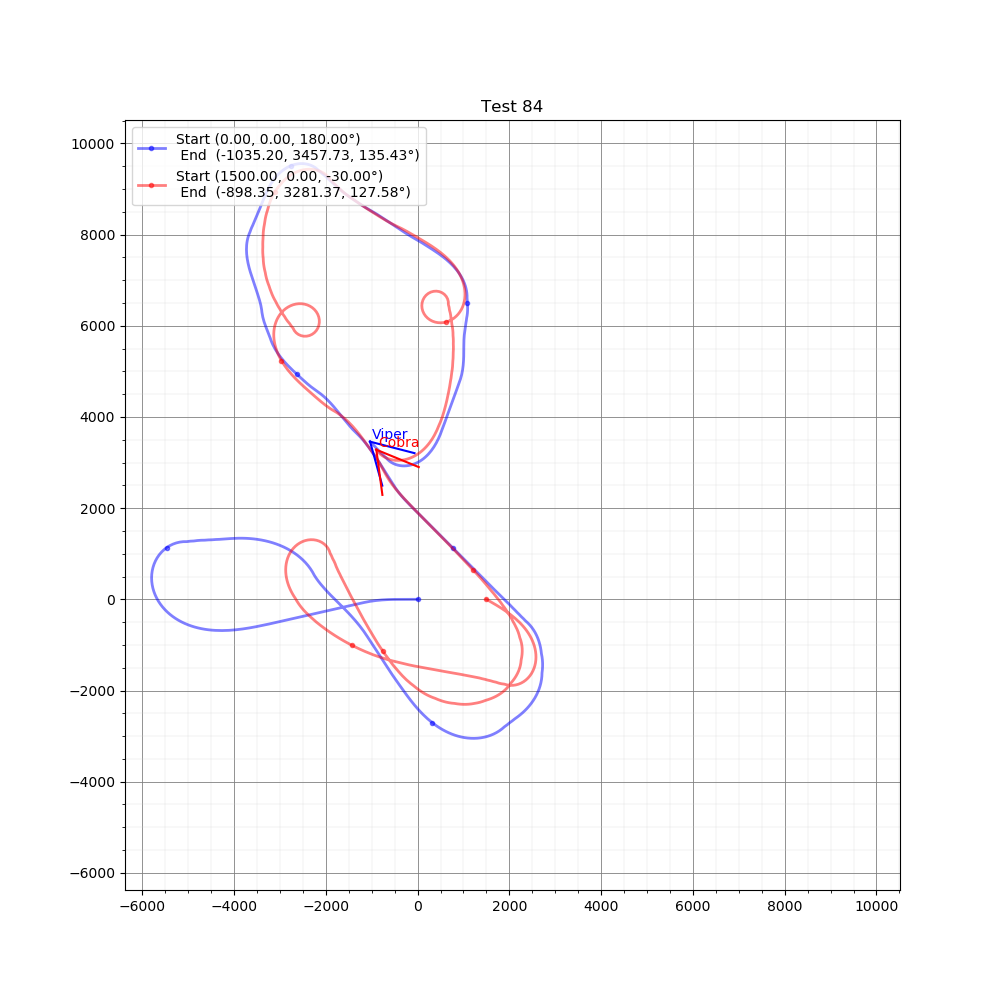 Test 84
Start (0.00, 0.00, 180.00°)
End (-1035.20, 3457.73, 135.43°)
Start (1500.00, 0.00, -30.00°)
End (-898.35, 3281.37, 127.58°)
10000
8000
6000
4000
2000
0
−2000
−4000
−6000
Viper
Cobra
−6000 −4000 −2000 0 2000 4000 6000 8000 10000